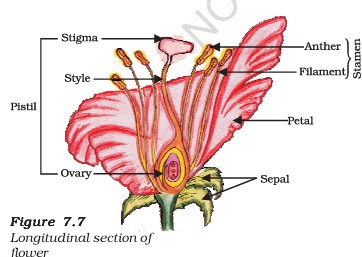 Stigma
Anther
Filament
Stamen
Style
Pistil
Petal
Ovary
Sepal
Figure 7.7
Longitudinal section of
flower